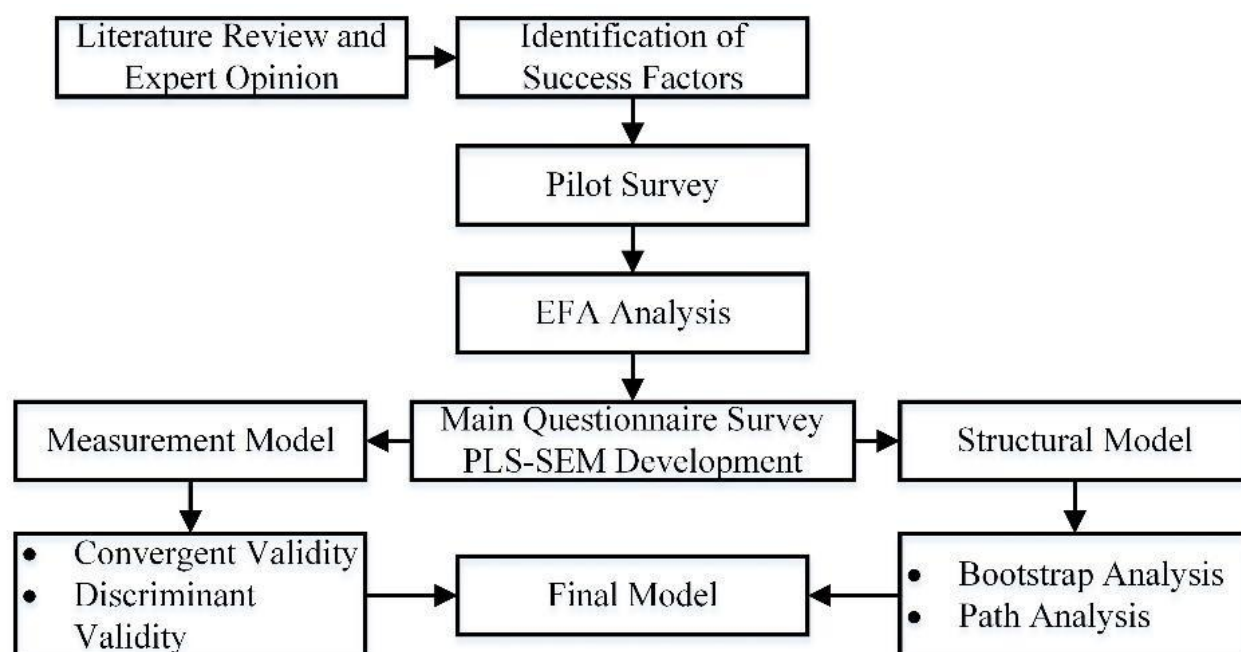 Literature Review and
Expert Opinion
Identification of
Success Factors
Pilot Survey
EFA Analysis
Measurement Model
Main Questionnaire Survey
PLS-SEM Development
Structural Model
• Convergent Validity
• Discriminant
Validity
Final Model
• Bootstrap Analysis
• Path Analysis